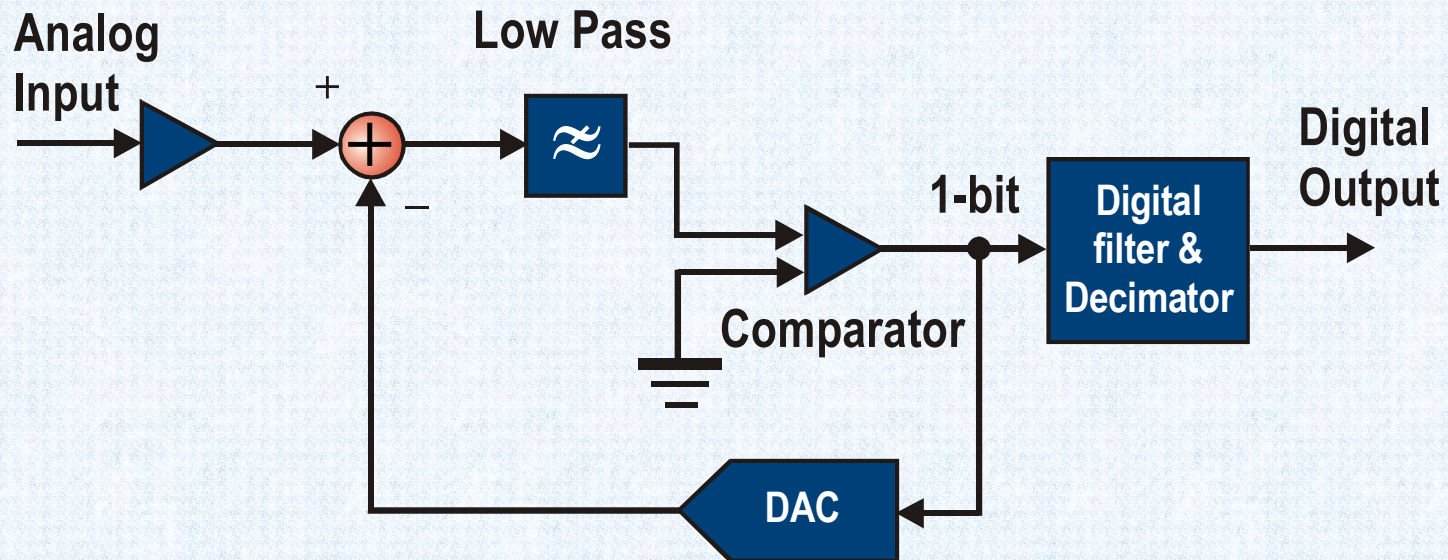 Analog
Input
Low Pass
+
+
≈
−
1-bit
Digital
filter &
Decimator
Digital
Output
Comparator
DAC